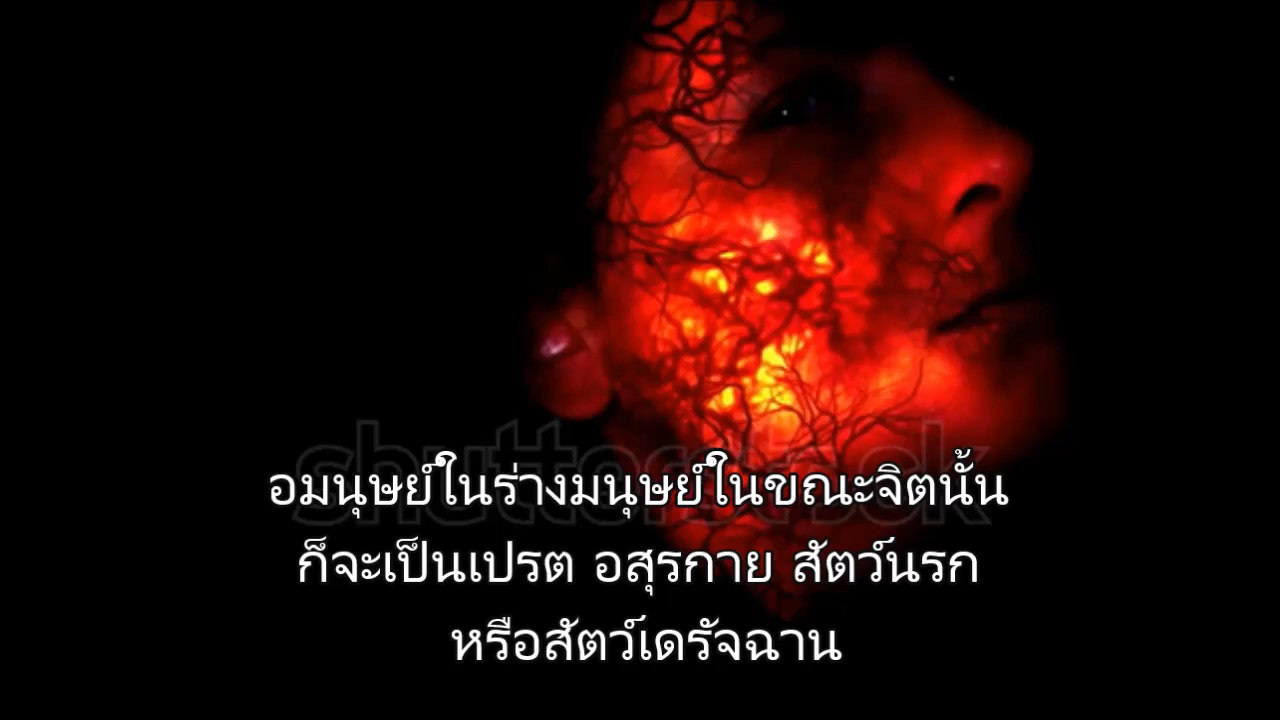 shutterstock
อมนุษย์ในร่างมนุษย์ในขณะจิตนั้น
ก็จะเป็นเปรต อสุรกาย สัตว์นรก
หรือสัตว์เดรัจฉาน